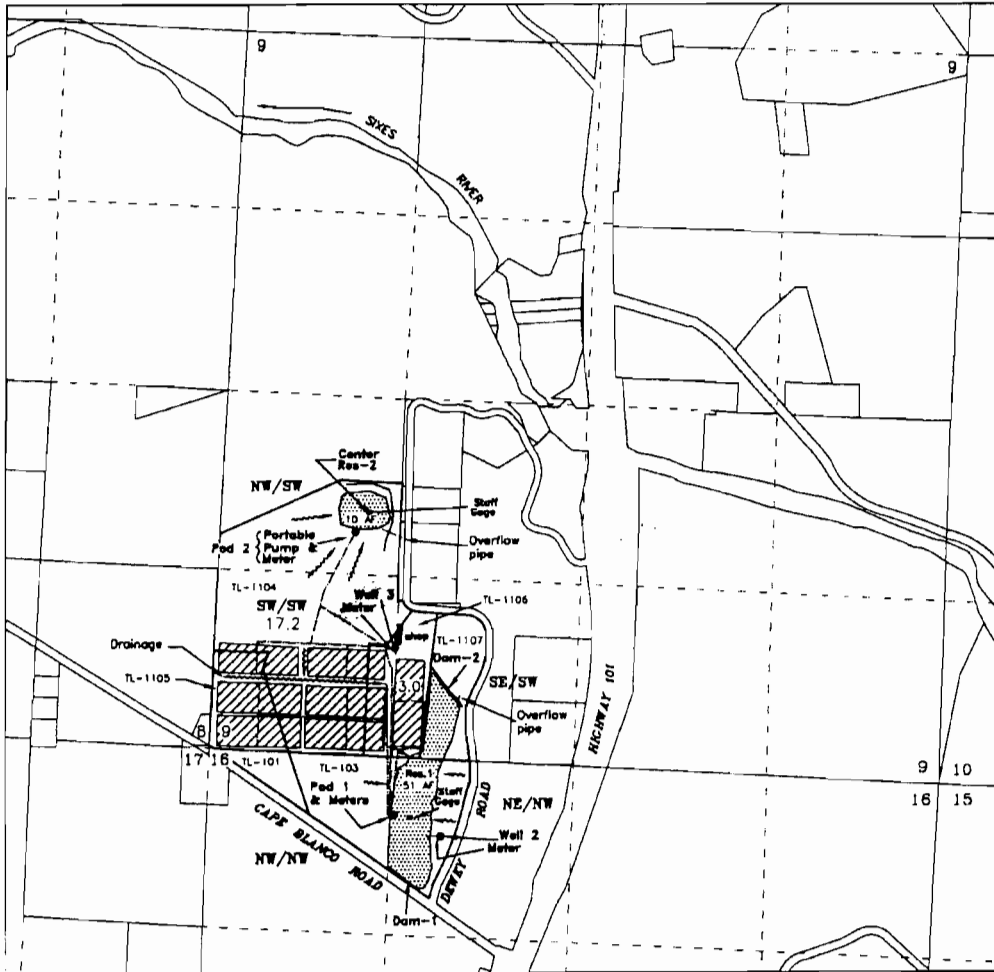 9
9
SIXES
RIVER
Center
Res-2
NW/SW
Staff
Gage
10 AF
Portable
Pod 2 { Pump &
Meter
Overflow
pipe
TL-1104
Well 3
Meter
TL-1106
SW/SW
17.2
shop
TL-1107
Drainage
Dam-2
SE/SW
TL-1105
3.0
Overflow
pipe
HIGHWAY 101
8 9
17 16
TL-101
TL-103
Res.1
51 AF
Staff
Gage
9 10
16 15
Pod 1
& Meters
NE/NW
ROAD
DEWEY
Well 2
Meter
CAPE BLANCO ROAD
NW/NW
Dam-1